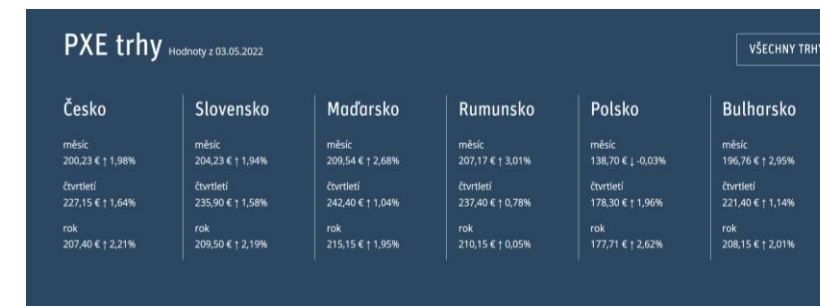 PXE trhy Hodnoty z 03.05.2022
VŠECHNY TRHY
Česko
měsíc
200,23 € ↑ 1,98%
čtvrtletí
227,15 € ↑ 1,64%
rok
207,40 € ↑ 2,21%
Slovensko
měsíc
204,23 € ↑ 1,94%
čtvrtletí
235,90 € ↑ 1,58%
rok
209,50 € ↑ 2,19%
Maďarsko
měsíc
209,54 € ↑ 2,68%
čtvrtletí
242,40 € ↑ 1,04%
rok
215,15 € ↑ 1,95%
Rumunsko
měsíc
207,17 € ↑ 3,01%
čtvrtletí
237,40 € ↑ 0,78%
rok
210,15 € ↑ 0,05%
Polsko
měsíc
138,70 € ↓ -0,03%
čtvrtletí
178,30 € ↑ 1,96%
rok
177,71 € ↑ 2,62%
Bulharsko
měsíc
196,76 € ↑ 2,95%
čtvrtletí
221,40 € ↑ 1,14%
rok
208,15 € ↑ 2,01%